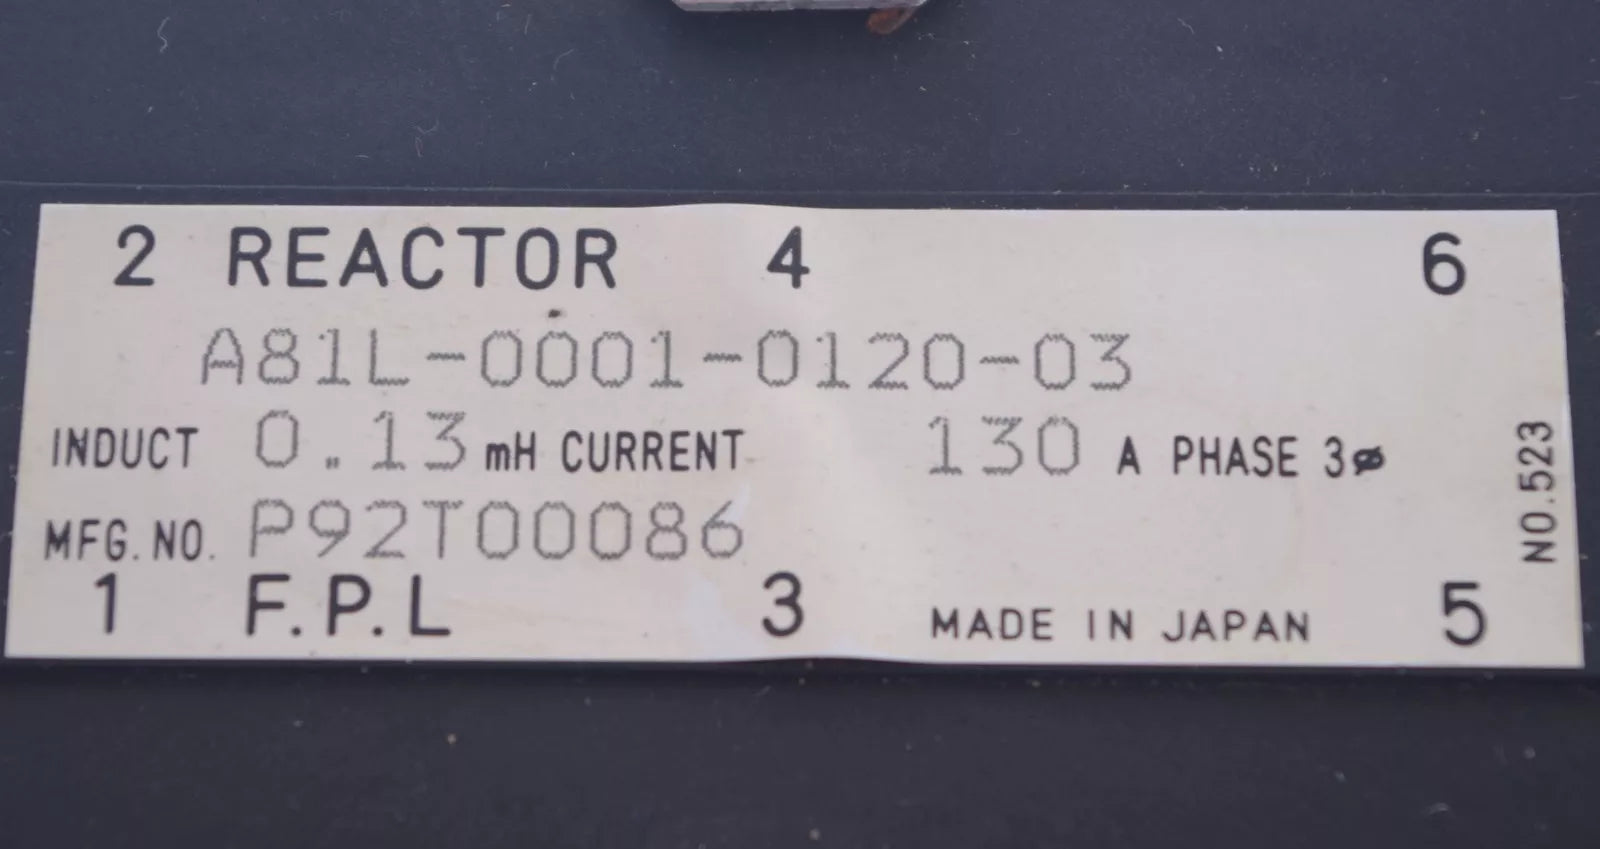 2 REACTOR 4 6
A81L-0001-0120-03
INDUCT 0.13 mH CURRENT 130 A PHASE 3ø
MFG. NO. P92T00086
1 F.P.L 3 MADE IN JAPAN 5
NO.523